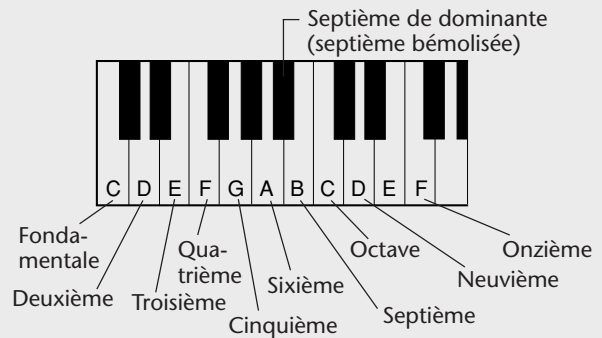 Septième de dominante
(septième bémolisée)
C D E F G A B C D E F
Fonda-
mentale
Deuxième
Troisième
Qua-
trième
Cinquième
Sixième
Septième
Octave
Neuvième
Onzième